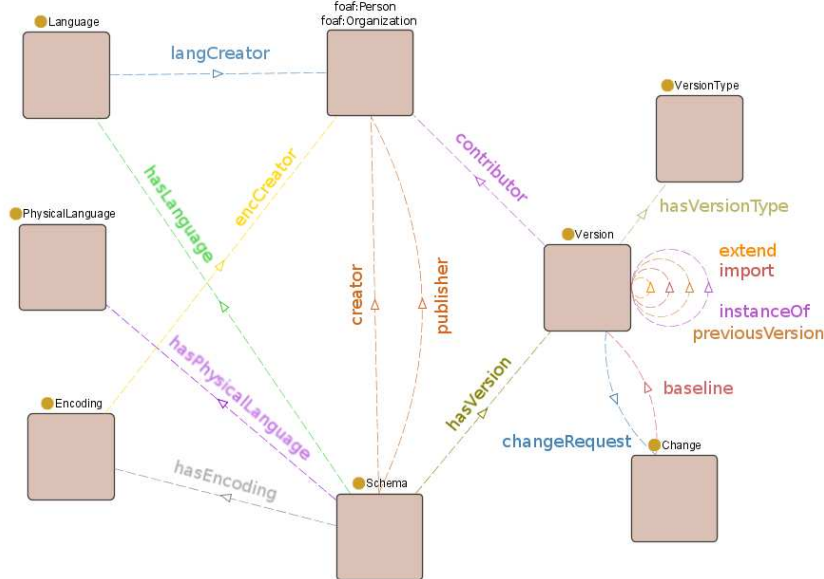 foaf:Person
foaf:Organization
Language
langCreator
VersionType
contributor
hasLanguage
encCreator
hasVersionType
PhysicalLanguage
Version
extend
import
creator
publisher
instanceOf
previousVersion
hasPhysicalLanguage
hasVersion
baseline
Encoding
changeRequest
Change
hasEncoding
Schema